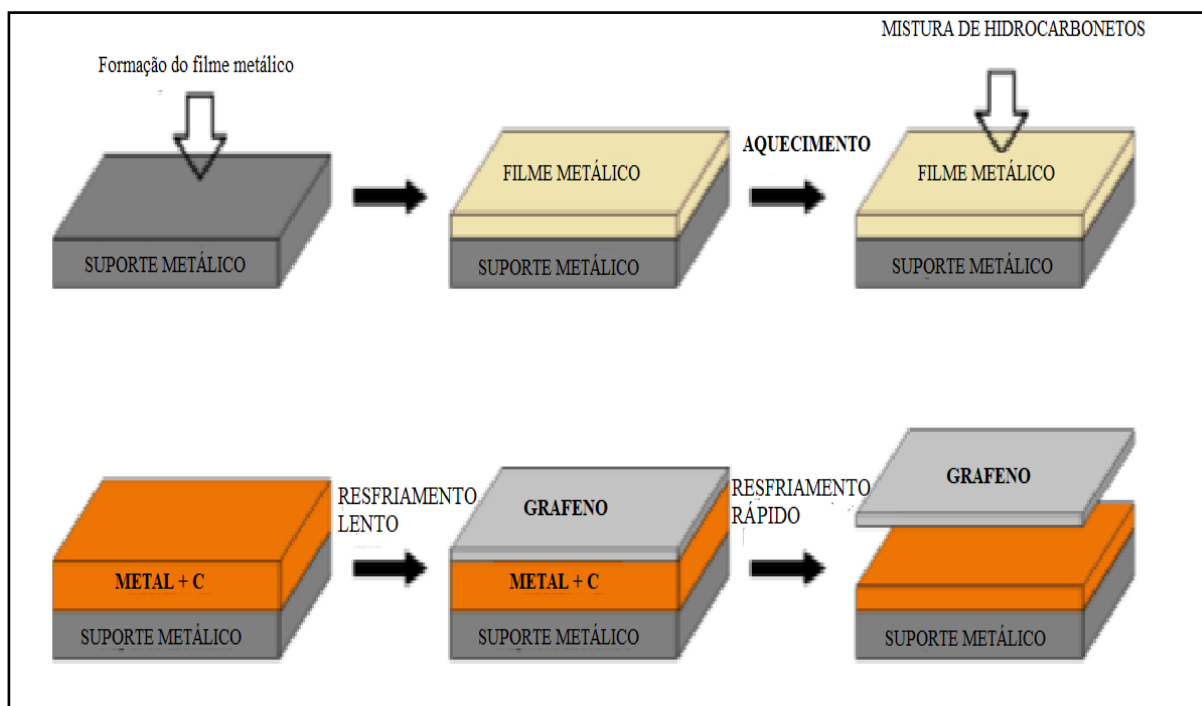 Formação do filme metálico
MISTURA DE HIDROCARBONETOS
SUPORTE METÁLICO
FILME METÁLICO
SUPORTE METÁLICO
AQUECIMENTO
FILME METÁLICO
SUPORTE METÁLICO
METAL + C
SUPORTE METÁLICO
RESFRIAMENTO
LENTO
GRAFENO
METAL + C
SUPORTE METÁLICO
RESFRIAMENTO
RÁPIDO
GRAFENO
SUPORTE METÁLICO